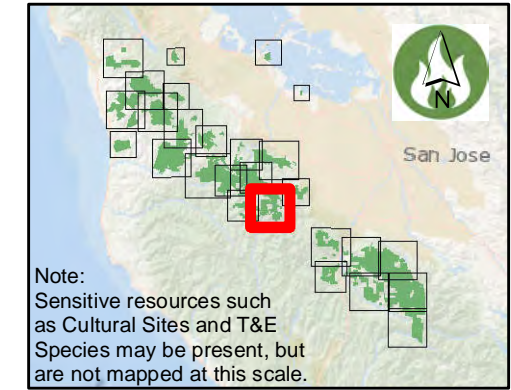 N
San Jose
Note:
Sensitive resources such
as Cultural Sites and T&E
Species may be present, but
are not mapped at this scale.